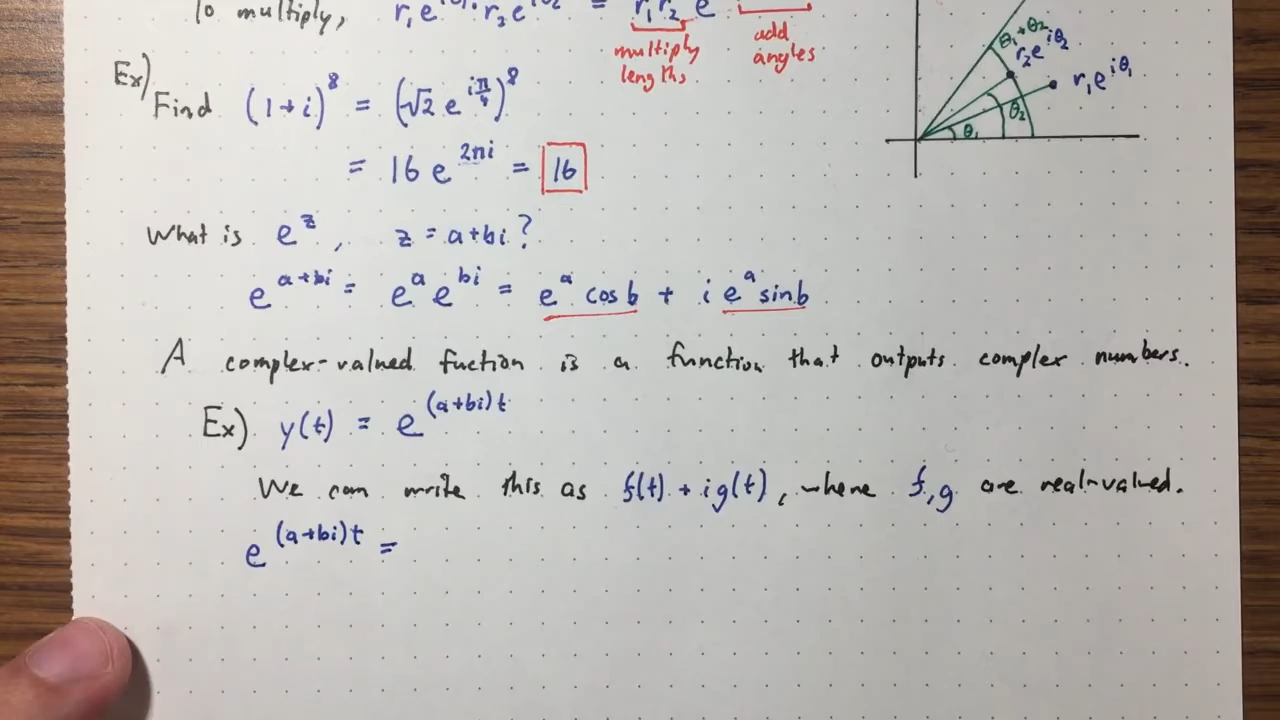 To multiply, r₁e^{iθ₁} · r₂e^{iθ₂} = r₁r₂e
multiply lengths
add angles
θ₁+θ₂
r₂e^{iθ₂}
r₁e^{iθ₁}
θ₂
θ₁
Ex) Find (1+i)^8 = (√2 e^{iπ/4})^8
= 16 e^{2πi} = 16
What is e^z, z = a+bi?
e^{a+bi} = e^a e^{bi} = e^a cos b + i e^a sin b
A complex-valued fuction is a function that outputs complex numbers.
Ex) y(t) = e^{(a+bi)t}
We can write this as f(t) + ig(t), where f,g are real-valued.
e^{(a+bi)t} =